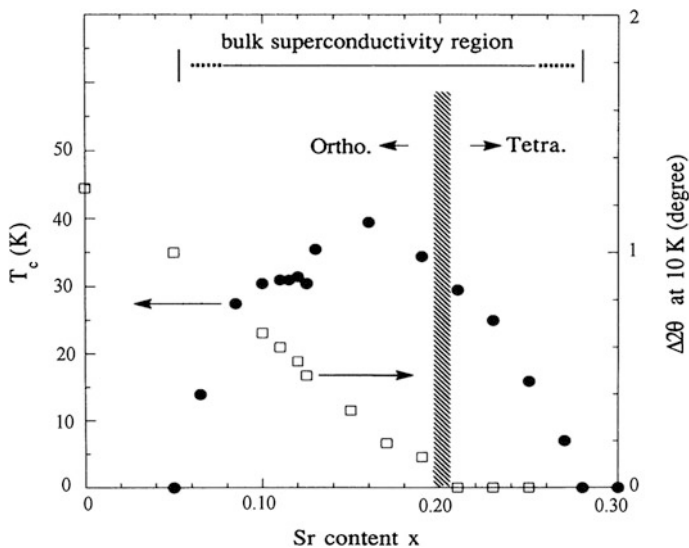 bulk superconductivity region
Ortho.
Tetra.
T_c (K)
50
40
30
20
10
0
2
1
0
Δ2θ at 10 K (degree)
0
0.10
0.20
0.30
Sr content x